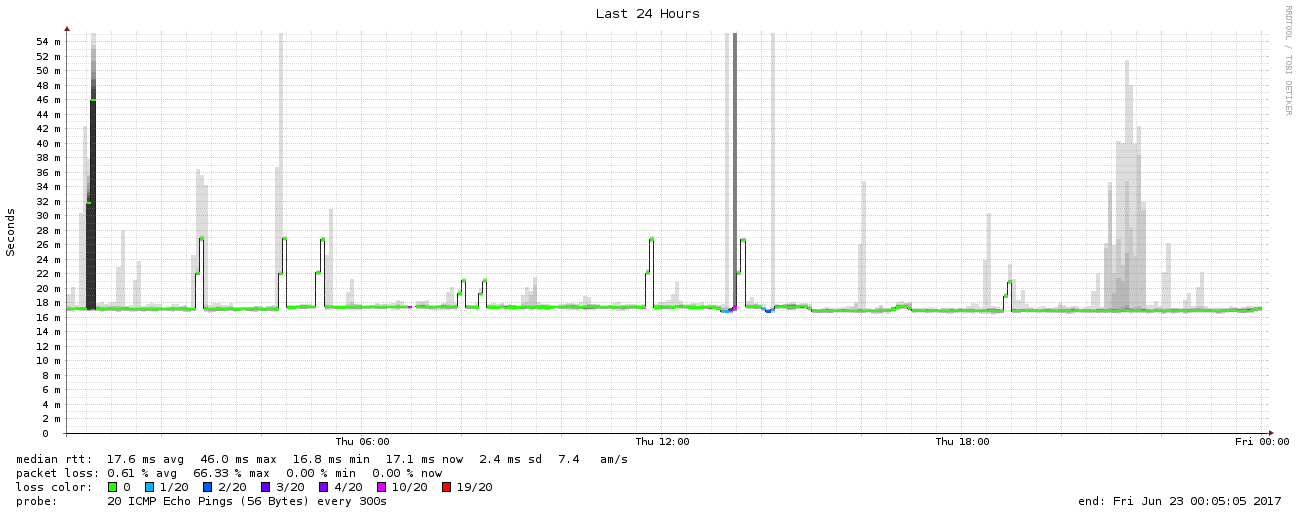 Last 24 Hours
RRDTOOL / TOBI OETIKER
Seconds
54 m
52 m
50 m
48 m
46 m
44 m
42 m
40 m
38 m
36 m
34 m
32 m
30 m
28 m
26 m
24 m
22 m
20 m
18 m
16 m
14 m
12 m
10 m
8 m
6 m
4 m
2 m
0
Thu 06:00 Thu 12:00 Thu 18:00 Fri 00:00
median rtt: 17.6 ms avg 46.0 ms max 16.8 ms min 17.1 ms now 2.4 ms sd 7.4 am/s
packet loss: 0.61 % avg 66.33 % max 0.00 % min 0.00 % now
loss color: 0 1/20 2/20 3/20 4/20 10/20 19/20
probe: 20 ICMP Echo Pings (56 Bytes) every 300s end: Fri Jun 23 00:05:05 2017